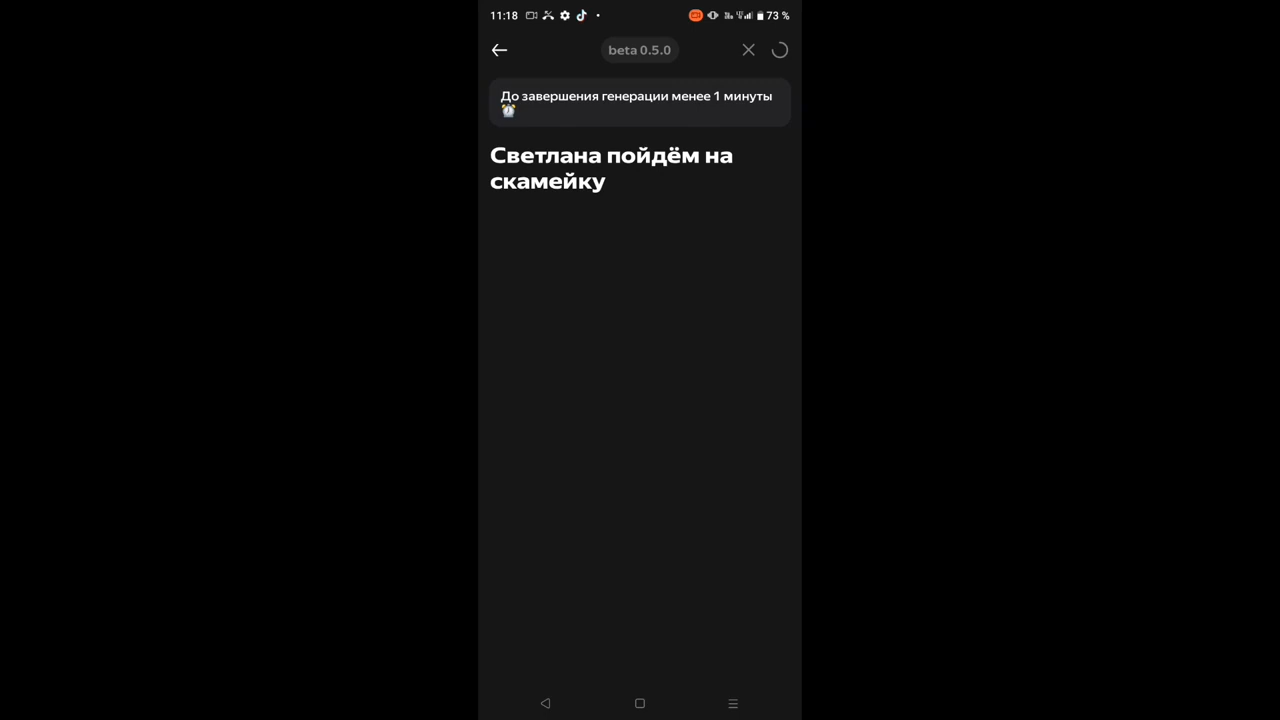 11:18
73 %
beta 0.5.0
До завершения генерации менее 1 минуты
Светлана пойдём на
скамейку